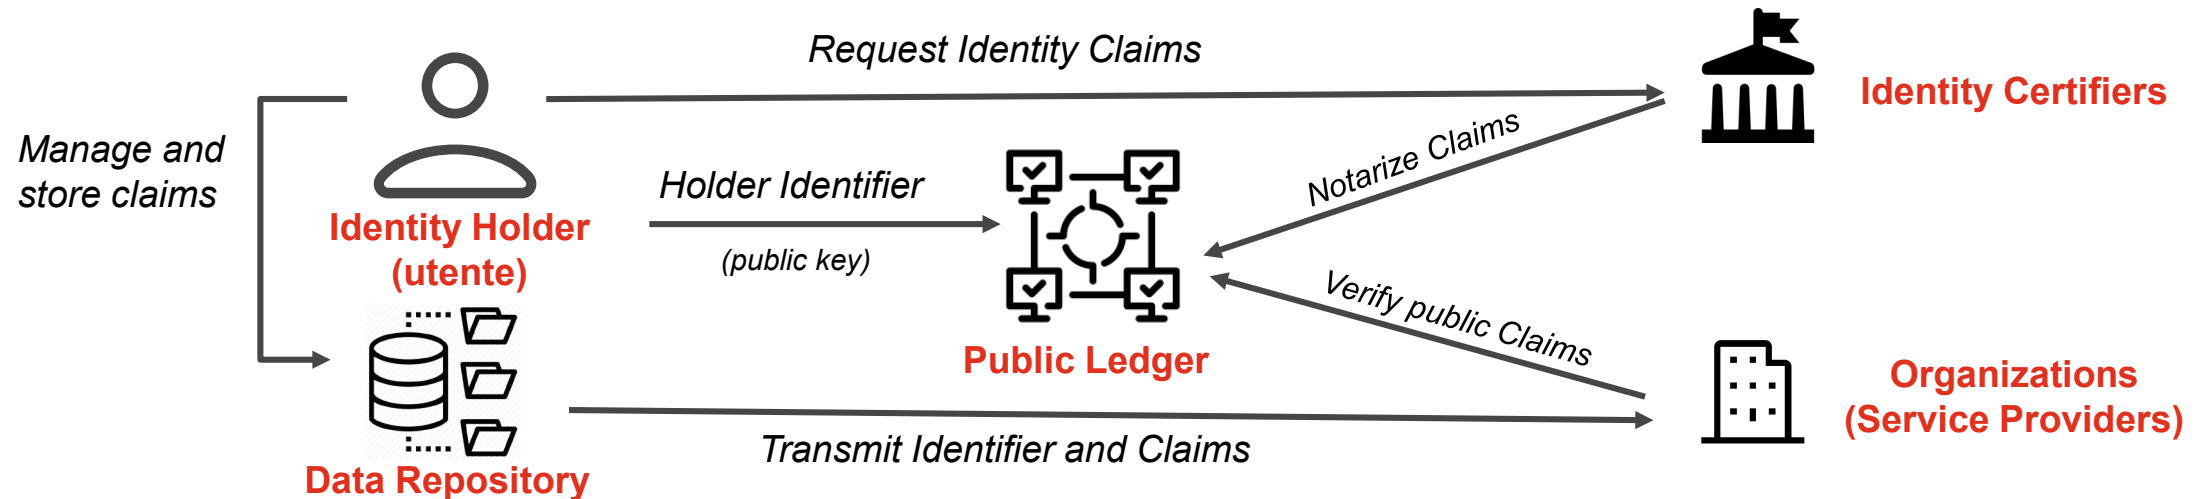 Request Identity Claims
Identity Certifiers
Manage and
store claims
Notarize Claims
Holder Identifier
(public key)
Identity Holder
(utente)
Verify public Claims
Public Ledger
Organizations
(Service Providers)
Transmit Identifier and Claims
Data Repository